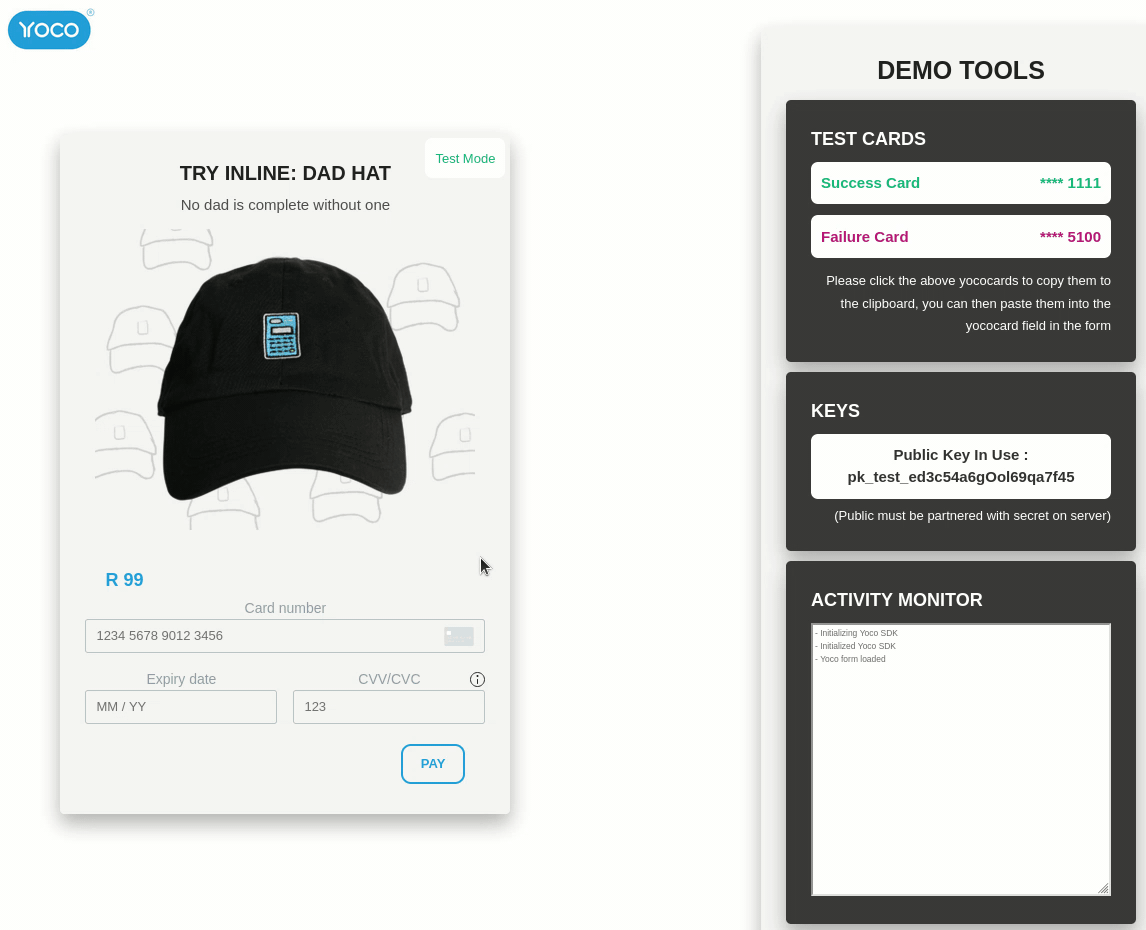 YOCO®
TRY INLINE: DAD HAT
Test Mode
No dad is complete without one
R 99
Card number
1234 5678 9012 3456
Expiry date
CVV/CVC
MM / YY
123
PAY
DEMO TOOLS
TEST CARDS
Success Card **** 1111
Failure Card **** 5100
Please click the above yococards to copy them to
the clipboard, you can then paste them into the
yococard field in the form
KEYS
Public Key In Use :
pk_test_ed3c54a6gOol69qa7f45
(Public must be partnered with secret on server)
ACTIVITY MONITOR
- Initializing Yoco SDK
- Initialized Yoco SDK
- Yoco form loaded